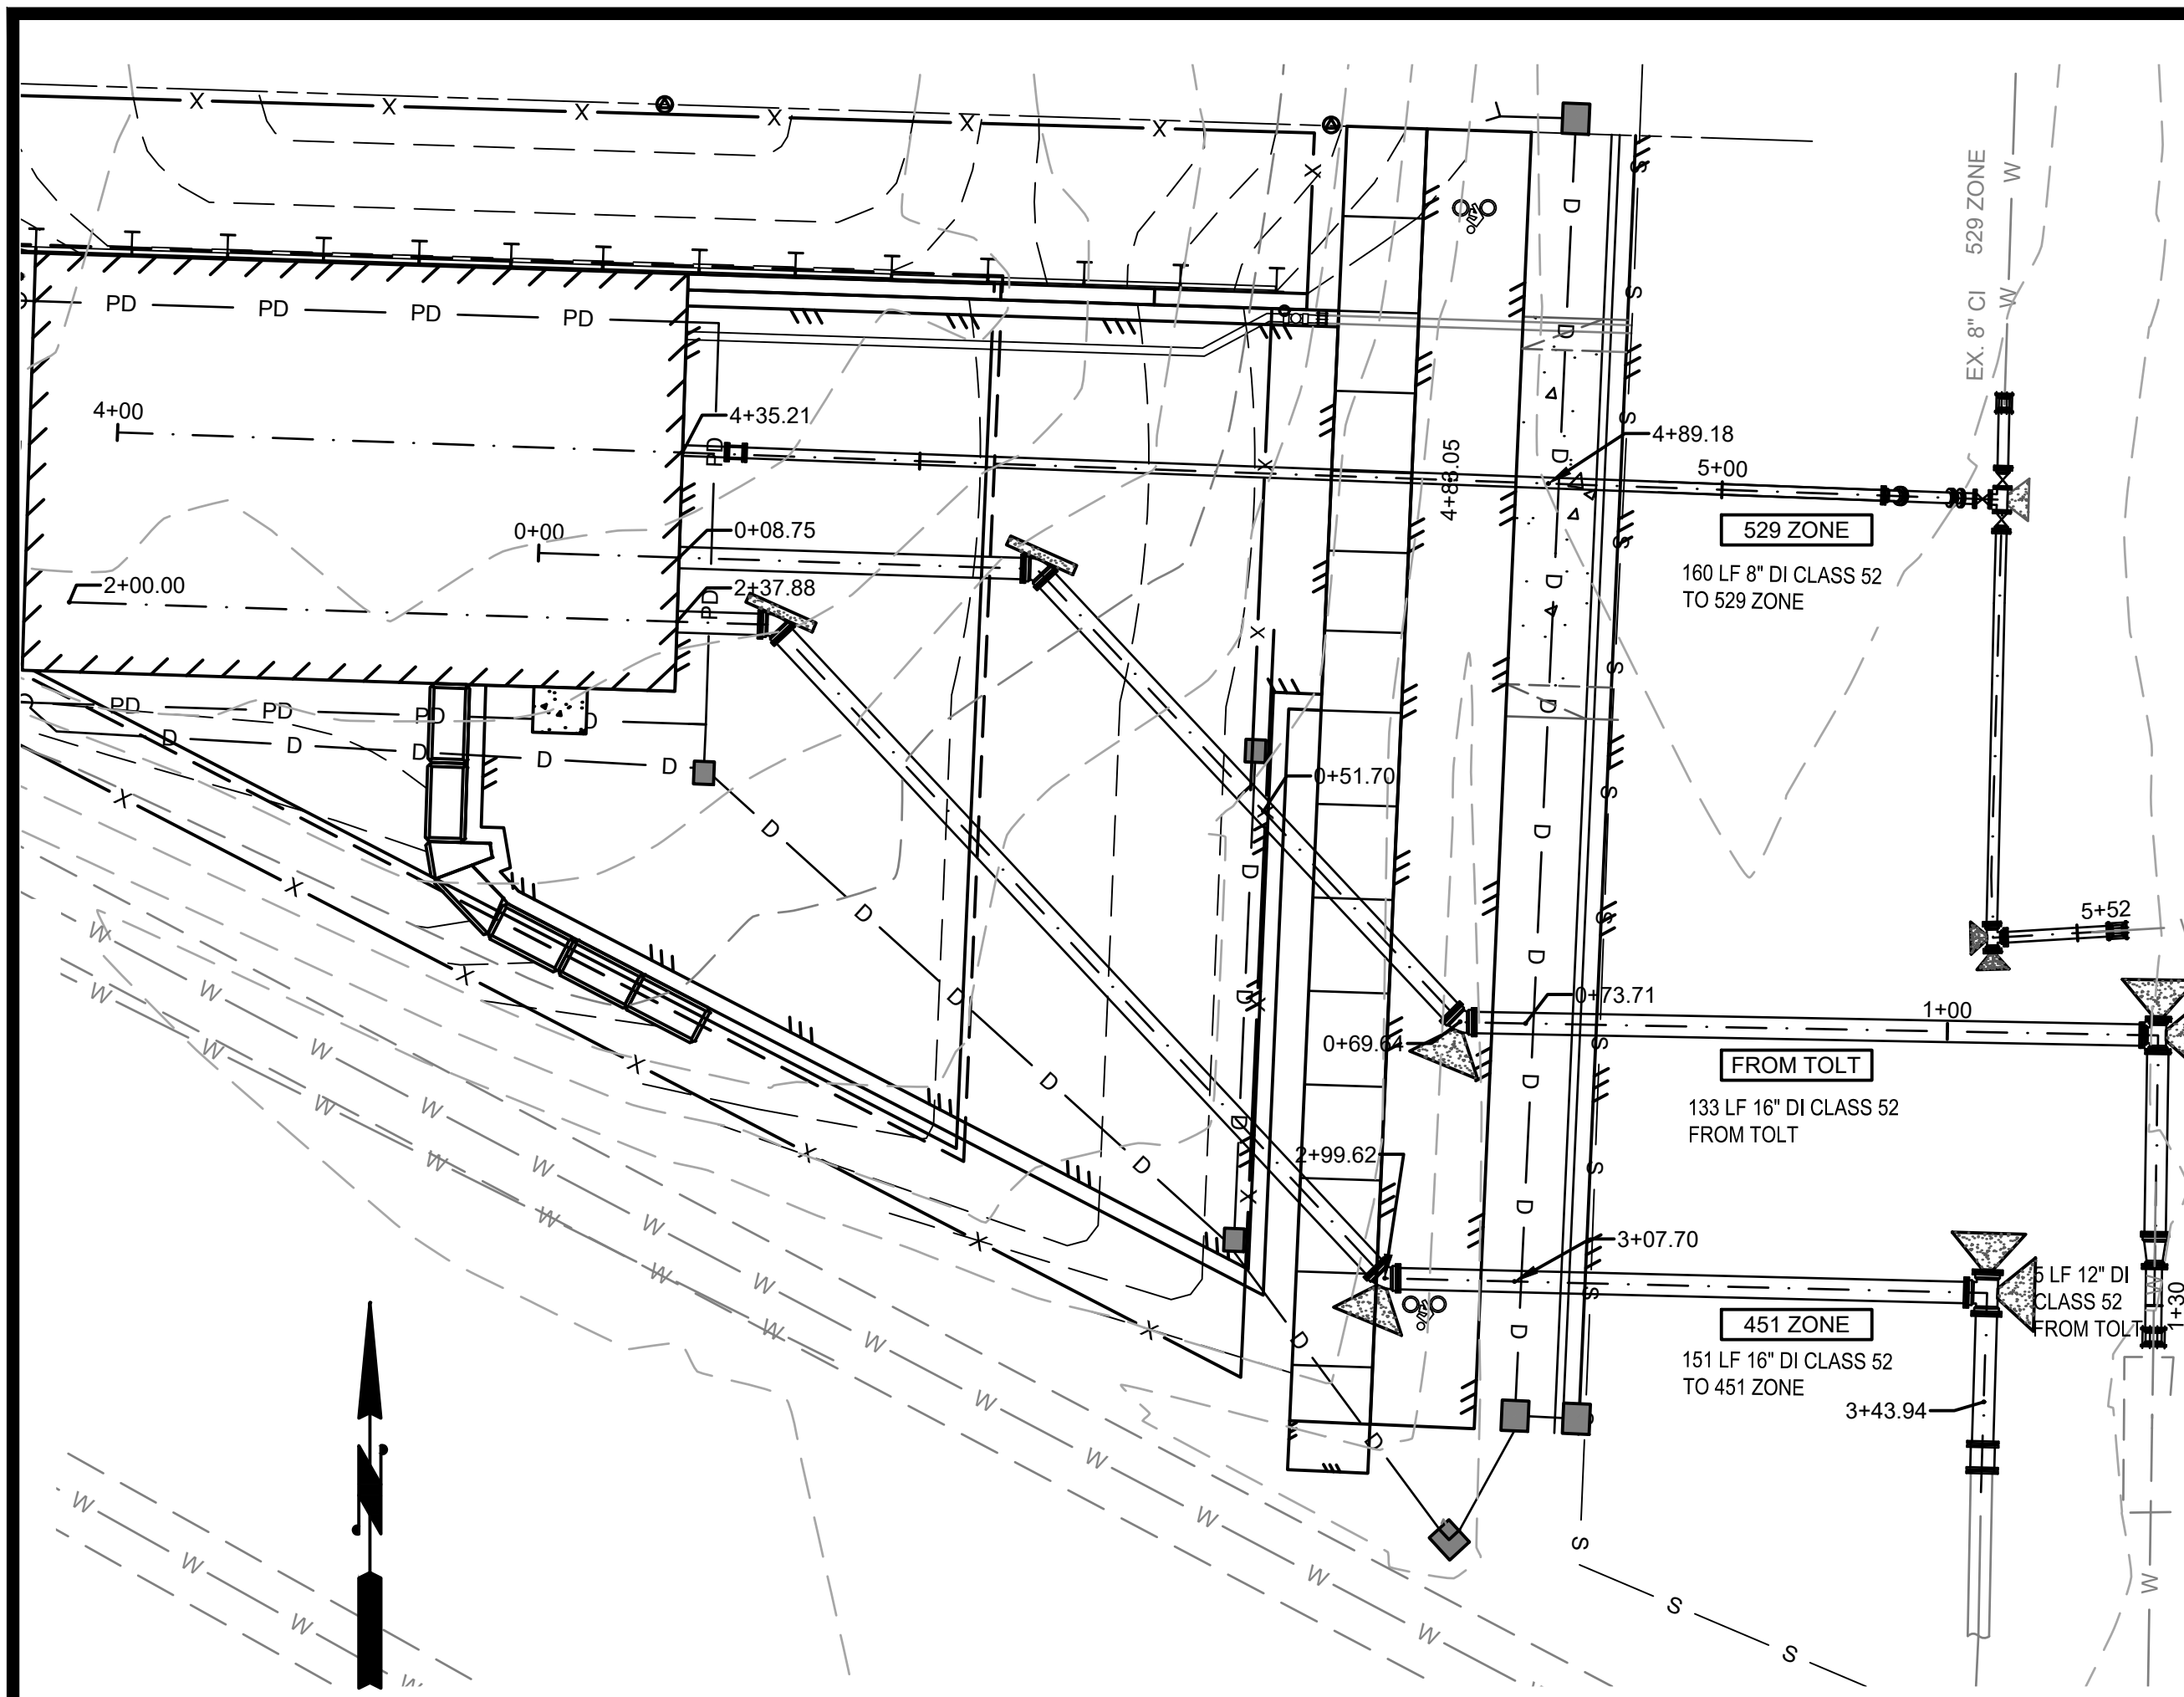 X X X X X X
X
EX. 8" CI 529 ZONE
W
W
D
S
S
PD PD PD PD
D
4+00
4+35.21
PD
S
4+89.18
4+83.05
X
D
5+00
0+00
0+08.75
S
529 ZONE
160 LF 8" DI CLASS 52
TO 529 ZONE
D
2+00.00
2+37.88
PD
X
S
PD PD PD D
D
D D D D D
0+51.70
S
X
X
D
D
X
D
D
S
5+52
W
X
X
D
D
W W
D
D
X
0+73.71
1+00
W W
X
0+69.64
S
D
D
FROM TOLT
133 LF 16" DI CLASS 52
FROM TOLT
W W
D
X
D
2+99.62
S
W W
X
D
W
X
3+07.70
W W
X
5 LF 12" DI
CLASS 52
FROM TOLT
1+30
W
S
D
D
451 ZONE
151 LF 16" DI CLASS 52
TO 451 ZONE
W
3+43.94
D
W
W
W
S
W
W
W
S
W
W
S
W